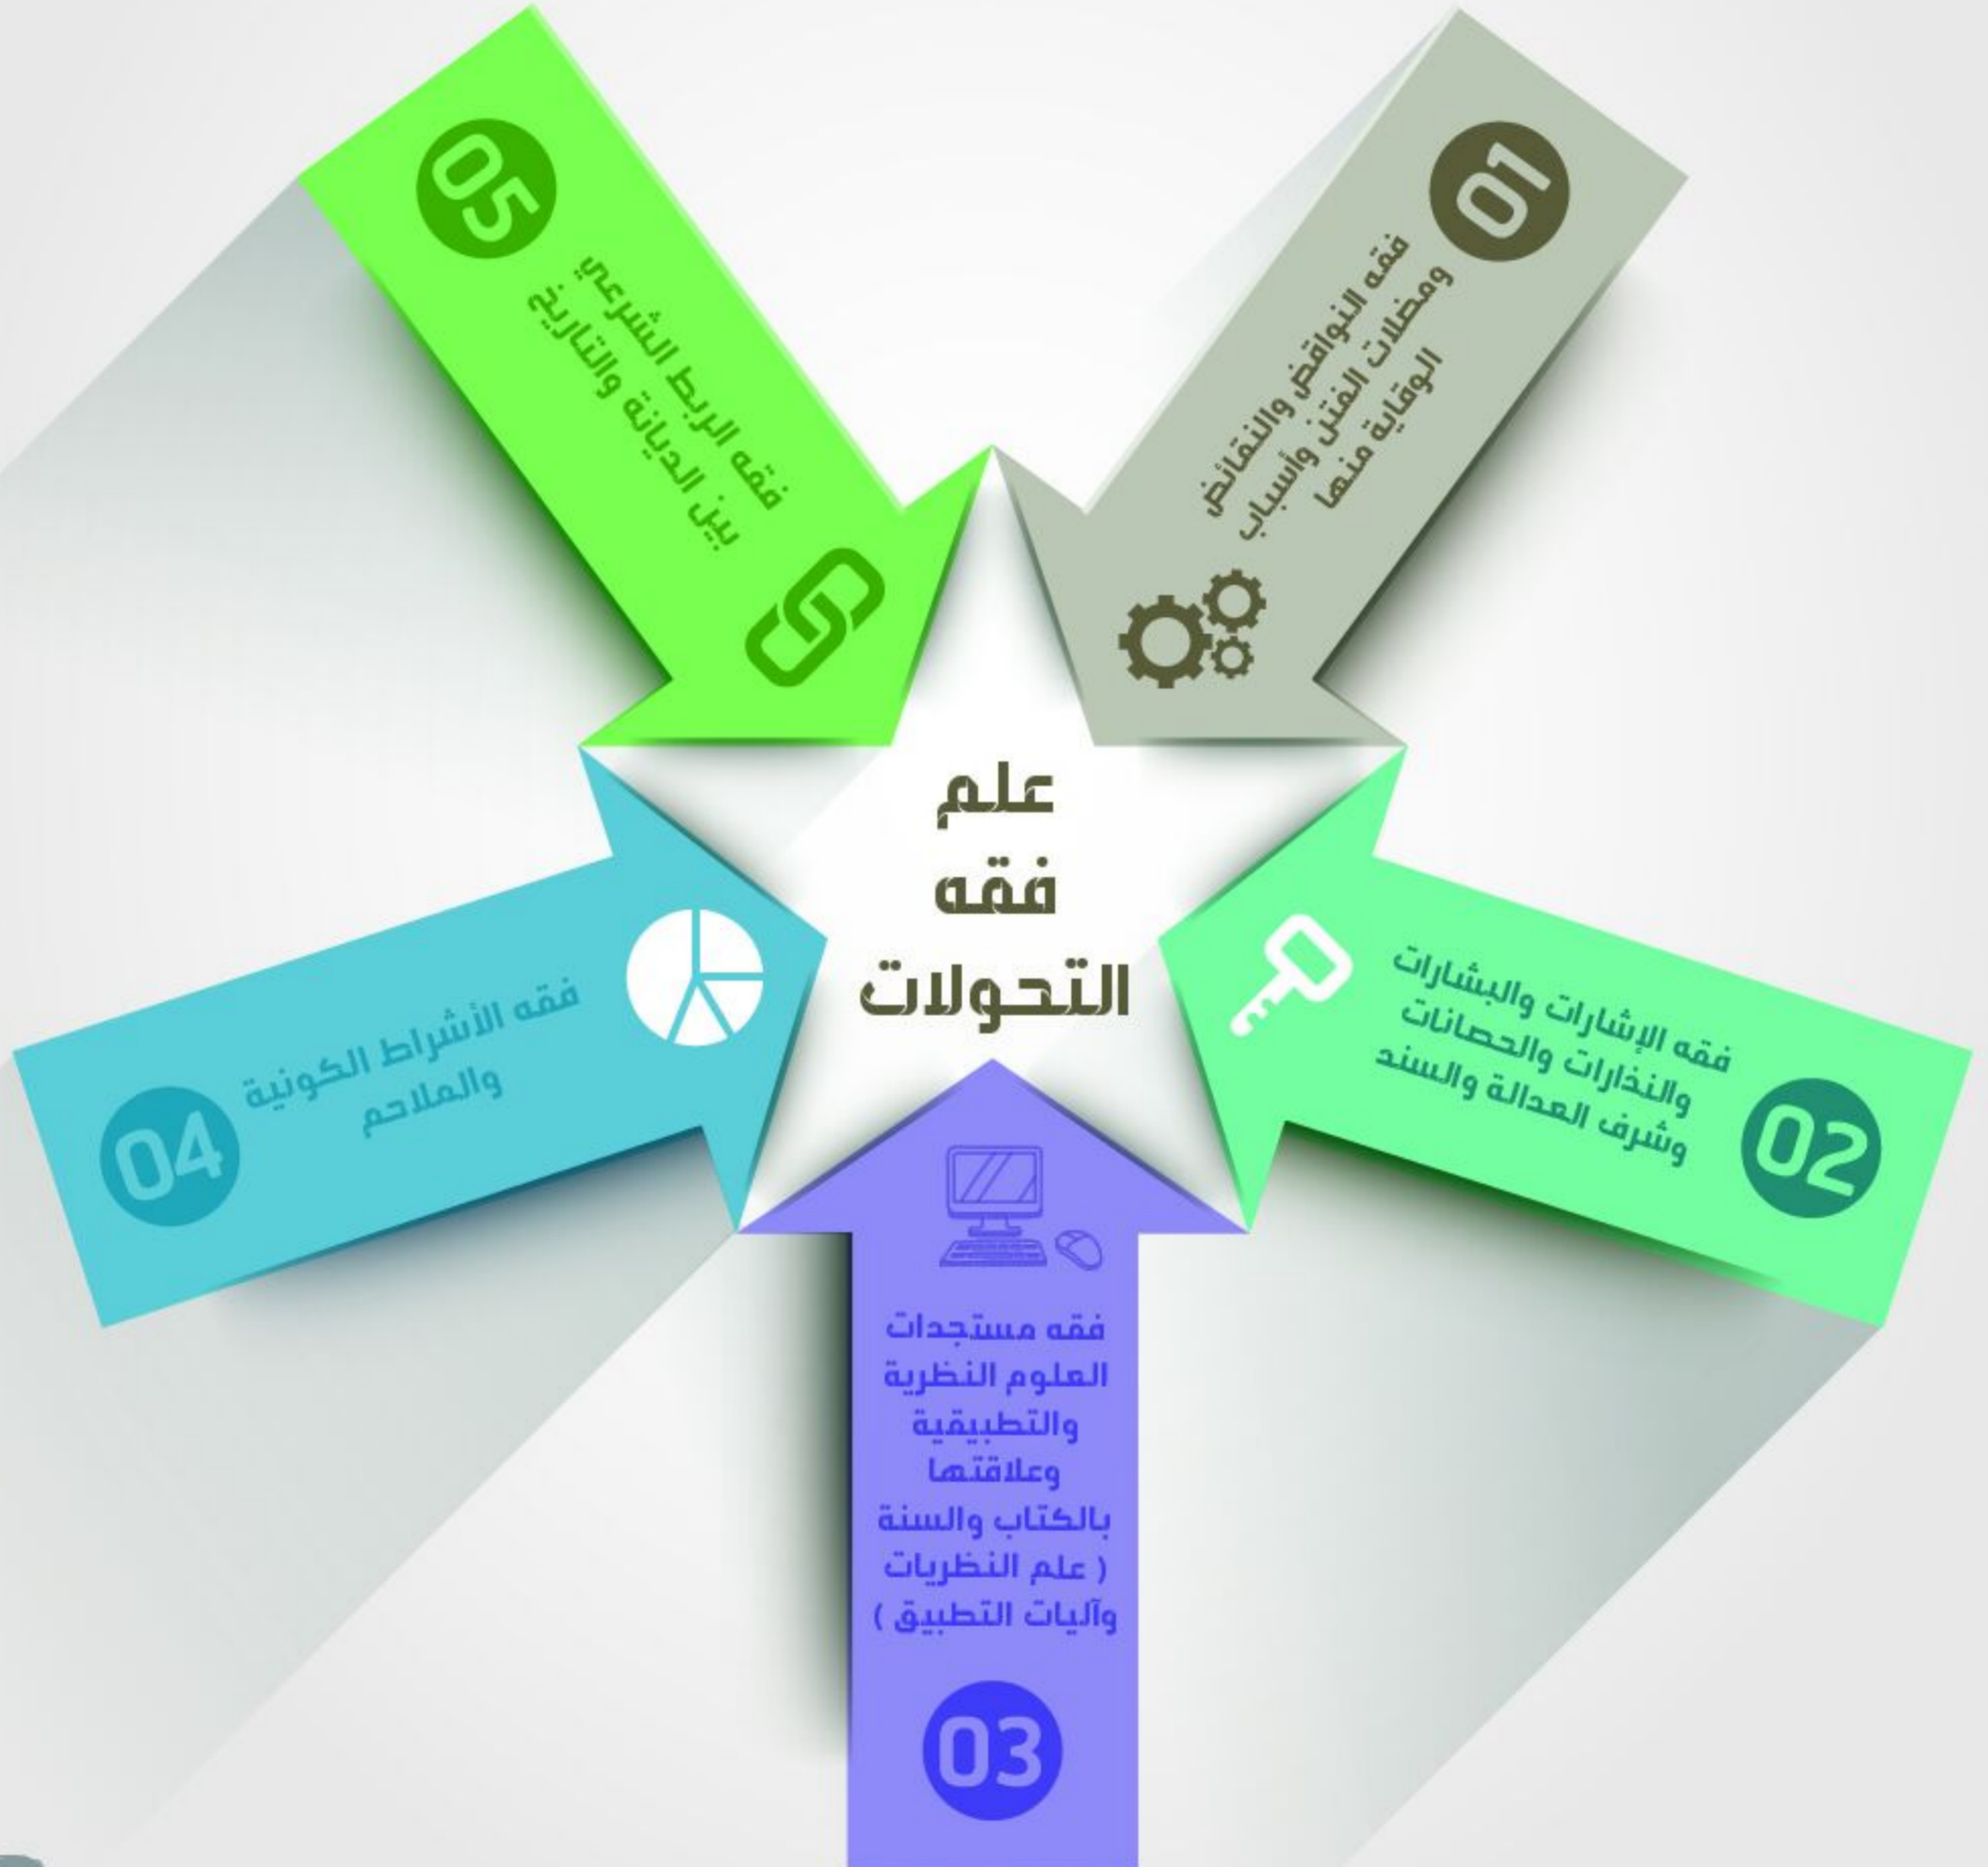 علم
فقه
التحولات
01
فقه النواقض والنقائض
ومضلات الفتن وأسباب
الوقاية منها
02
فقه الإشارات والبشارات
والنذارات والحصانات
وشرف العدالة والسند
فقه مستجدات
العلوم النظرية
والتطبيقية
وعلاقتها
بالكتاب والسنة
( علم النظريات
وآليات التطبيق )
03
04
فقه الأشراط الكونية
والملاحم
05
فقه الربط الشرعي
بين الديانة والتاريخ